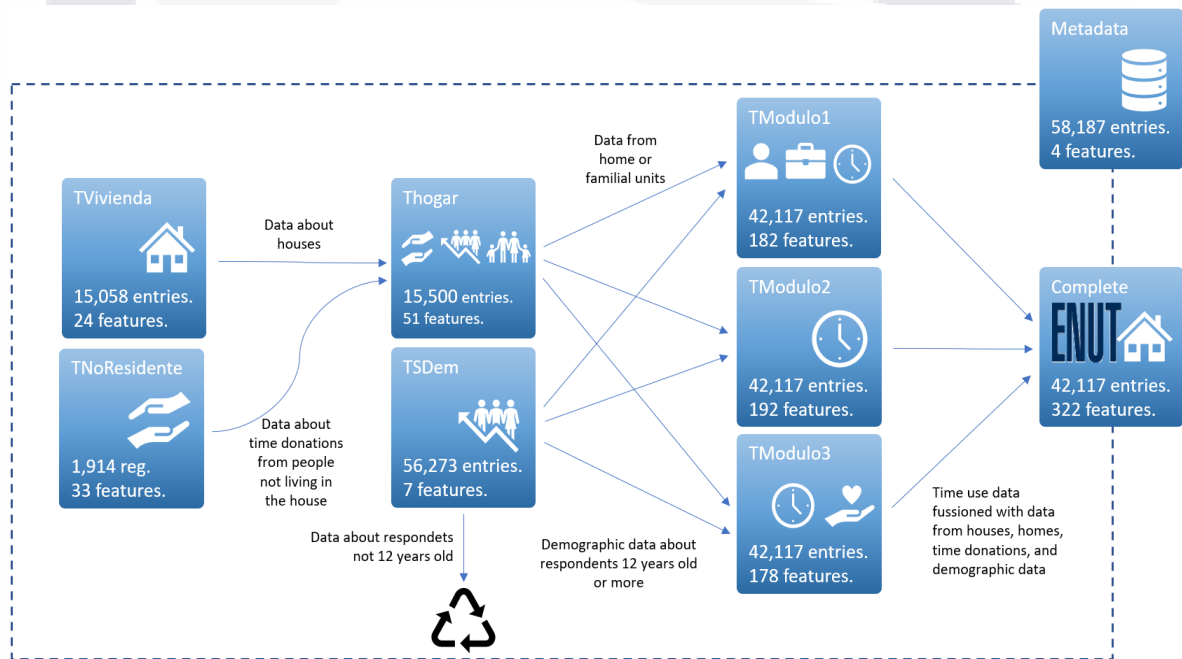 Metadata
58,187 entries.
4 features.
TVivienda
15,058 entries.
24 features.
Data about
houses
TNoResidente
1,914 reg.
33 features.
Data about
time donations
from people
not living in
the house
Thogar
15,500 entries.
51 features.
TSDem
56,273 entries.
7 features.
Data about respondets
not 12 years old
Data from
home or
familial units
Demographic data about
respondents 12 years old
or more
TModulo1
42,117 entries.
182 features.
TModulo2
42,117 entries.
192 features.
TModulo3
42,117 entries.
178 features.
Complete
ENUT
42,117 entries.
322 features.
Time use data
fussioned with data
from houses, homes,
time donations, and
demographic data